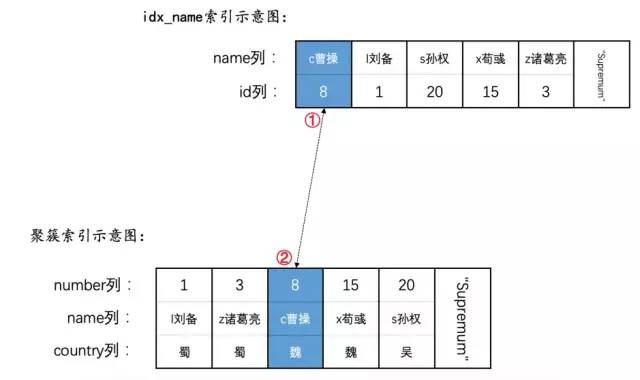 idx_name索引示意图：
name列： c曹操 l刘备 s孙权 x荀彧 z诸葛亮 "Supremum"
id列： 8 1 20 15 3
①
聚簇索引示意图：
②
number列： 1 3 8 15 20 "Supremum"
name列： l刘备 z诸葛亮 c曹操 x荀彧 s孙权
country列： 蜀 蜀 魏 魏 吴